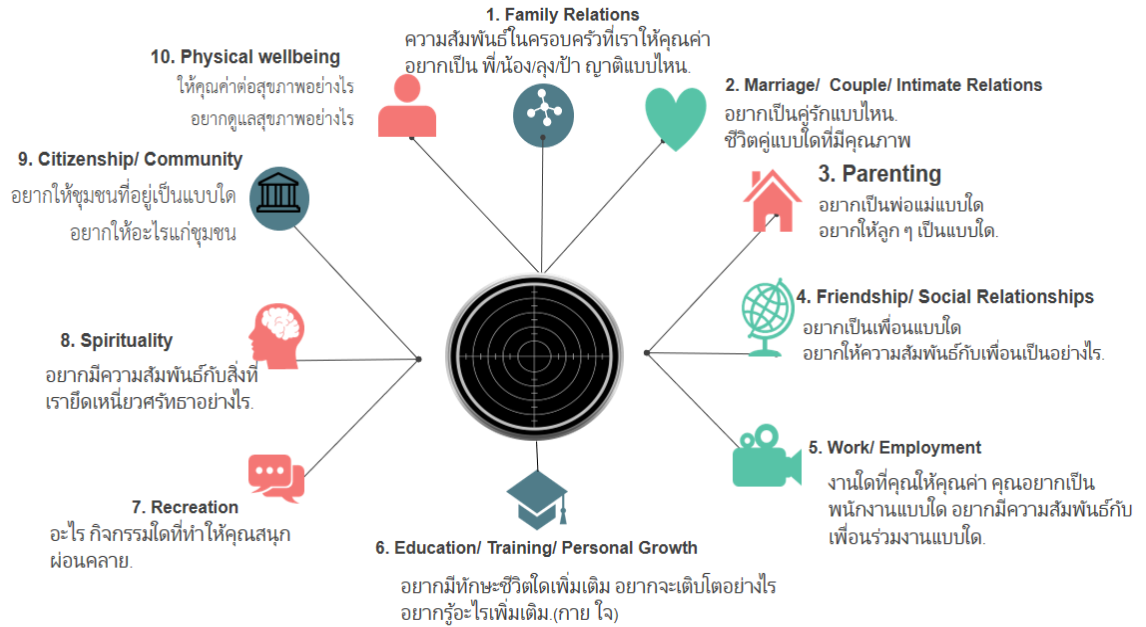 1. Family Relations
ความสัมพันธ์ในครอบครัวที่เราให้คุณค่า
อยากเป็น พี่/น้อง/ลุง/ป้า ญาติแบบไหน.
2. Marriage/ Couple/ Intimate Relations
อยากเป็นคู่รักแบบไหน.
ชีวิตคู่แบบใดที่มีคุณภาพ
3. Parenting
อยากเป็นพ่อแม่แบบใด
อยากให้ลูก ๆ เป็นแบบใด.
4. Friendship/ Social Relationships
อยากเป็นเพื่อนแบบใด
อยากให้ความสัมพันธ์กับเพื่อนเป็นอย่างไร.
5. Work/ Employment
งานใดที่คุณให้คุณค่า คุณอยากเป็น
พนักงานแบบใด อยากมีความสัมพันธ์กับ
เพื่อนร่วมงานแบบใด.
6. Education/ Training/ Personal Growth
อยากมีทักษะชีวิตใดเพิ่มเติม อยากจะเติบโตอย่างไร
อยากรู้อะไรเพิ่มเติม.(กาย ใจ)
7. Recreation
อะไร กิจกรรมใดที่ทำให้คุณสนุก
ผ่อนคลาย.
8. Spirituality
อยากมีความสัมพันธ์กับสิ่งที่
เรายึดเหนี่ยวศรัทธาอย่างไร.
9. Citizenship/ Community
อยากให้ชุมชนที่อยู่เป็นแบบใด
อยากให้อะไรแก่ชุมชน
10. Physical wellbeing
ให้คุณค่าต่อสุขภาพอย่างไร
อยากดูแลสุขภาพอย่างไร